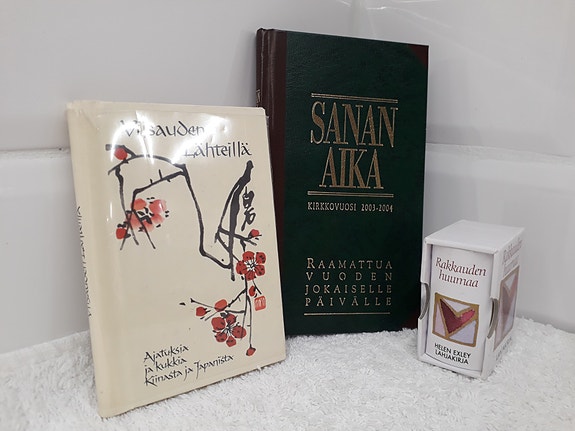 Viisauden
Lähteillä
Ajatuksia
ja kukkia
Kiinasta ja Japanista
SANAN
AIKA
KIRKKOVUOSI 2003-2004
RAAMATTUA
VUODEN
JOKAISELLE
PÄIVÄLLE
Rakkauden
huumaa
HELEN EXLEY
LAHJAKIRJA